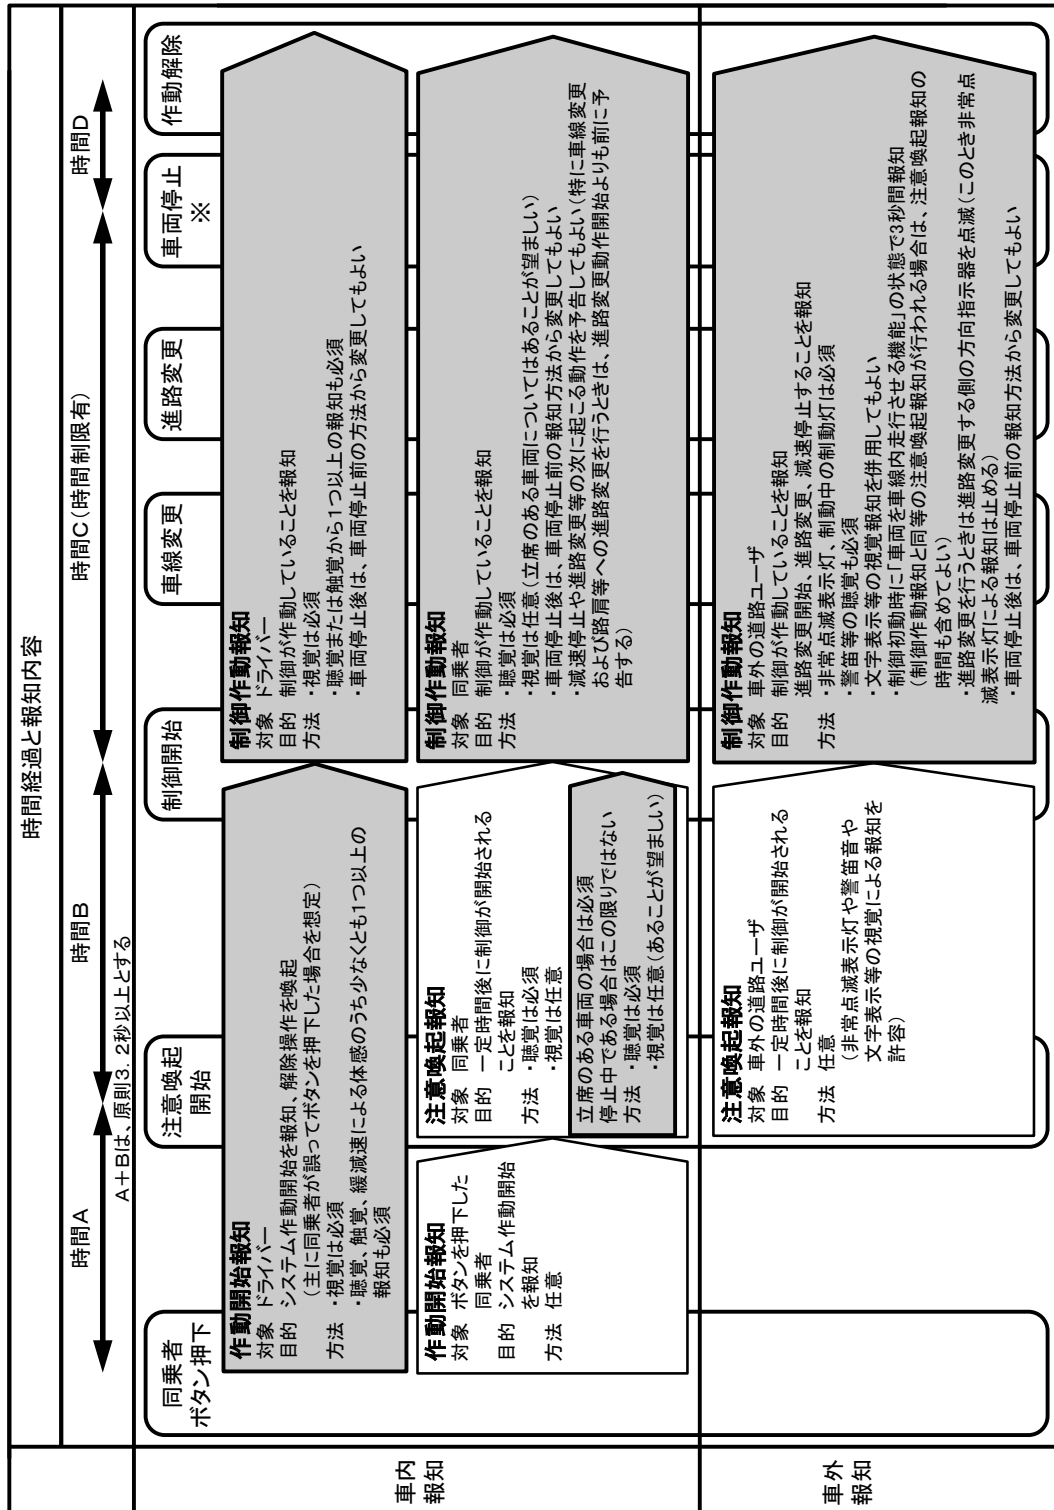 時間経過と報知内容
時間A
時間B
時間C(時間制限有)
時間D
A+Bは、原則3.2秒以上とする
同乗者
ボタン押下
注意喚起
開始
制御開始
車線変更
進路変更
車両停止
※
作動解除
車内
報知
作動開始報知
対象 ドライバー
目的 システム作動開始を報知、解除操作を喚起
(主に同乗者が誤ってボタンを押下した場合を想定)
方法 ・視覚は必須
・聴覚、触覚、緩減速による体感のうち少なくとも1つ以上の
報知も必須
制御作動報知
対象 ドライバー
目的 制御が作動していることを報知
方法 ・視覚は必須
・聴覚または触覚から1つ以上の報知も必須
・車両停止後は、車両停止前の方法から変更してもよい
作動開始報知
対象 ボタンを押下した
同乗者
目的 システム作動開始
を報知
方法 任意
注意喚起報知
対象 同乗者
目的 一定時間後に制御が開始される
ことを報知
方法 ・聴覚は必須
・視覚は任意
立席のある車両の場合は必須
停止中である場合はこの限りではない
方法 ・聴覚は必須
・視覚は任意(あることが望ましい)
制御作動報知
対象 同乗者
目的 制御が作動していることを報知
方法 ・聴覚は必須
・視覚は任意(立席のある車両についてはあることが望ましい)
・車両停止後は、車両停止前の報知方法から変更してもよい
・減速停止や進路変更等の次に起こる動作を予告してもよい(特に車線変更
および路肩等への進路変更を行うときは、進路変更動作開始よりも前に予
告する)
車外
報知
注意喚起報知
対象 車外の道路ユーザ
目的 一定時間後に制御が開始される
ことを報知
方法 任意
(非常点滅表示灯や警笛音や
文字表示等の視覚による報知を
許容)
制御作動報知
対象 車外の道路ユーザ
目的 制御が作動していることを報知
進路変更開始、進路変更、減速停止することを報知
方法 ・非常点滅表示灯、制動中の制動灯は必須
・警笛等の聴覚も必須
・文字表示等の視覚報知を併用してもよい
・制御初動時に「車両を車線内走行させる機能」の状態で3秒間報知
(制御作動報知と同等の注意喚起報知が行われる場合は、注意喚起報知の
時間も含めてよい)
・進路変更を行うときは進路変更する側の方向指示器を点滅(このとき非常点
滅表示灯による報知は止める)
・車両停止後は、車両停止前の報知方法から変更してもよい